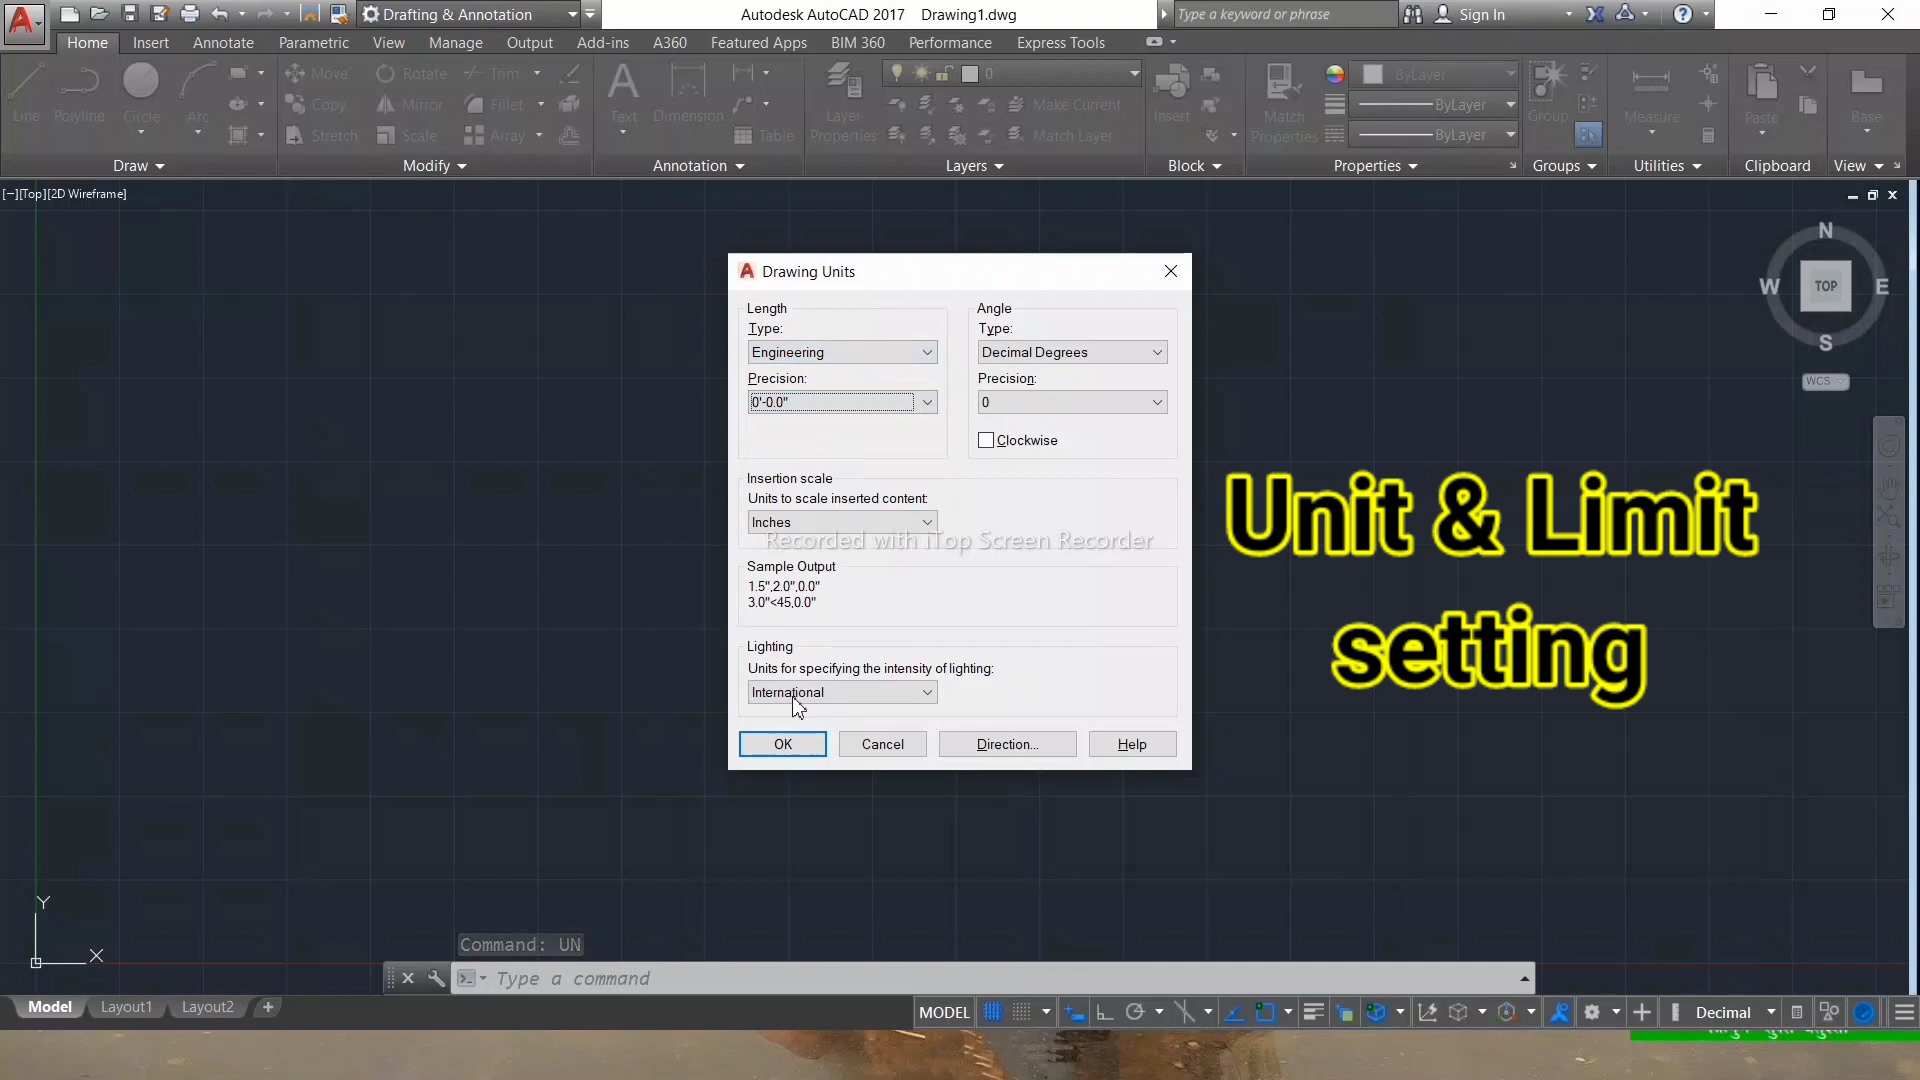 Drafting & Annotation
Autodesk AutoCAD 2017 Drawing1.dwg
Type a keyword or phrase
Sign In
Home Insert Annotate Parametric View Manage Output Add-ins A360 Featured Apps BIM 360 Performance Express Tools
Line Polyline Circle Arc
Move Rotate Trim
Copy Mirror Fillet
Stretch Scale Array
Text Dimension Table
Layer Properties
0
Make Current
Match Layer
Insert
Match Properties
ByLayer
ByLayer
ByLayer
Group
Measure
Paste
Base
Draw Modify Annotation Layers Block Properties Groups Utilities Clipboard View
[−][Top][2D Wireframe]
N
W TOP E
S
WCS
Drawing Units
Length
Type:
Engineering
Precision:
0'-0.0"
Angle
Type:
Decimal Degrees
Precision:
0
Clockwise
Insertion scale
Units to scale inserted content:
Inches
Recorded with iTop Screen Recorder
Sample Output
1.5",2.0",0.0"
3.0"<45,0.0"
Lighting
Units for specifying the intensity of lighting:
International
OK Cancel Direction... Help
Unit & Limit
setting
Y
X
Command: UN
Type a command
Model Layout1 Layout2 +
MODEL
Decimal